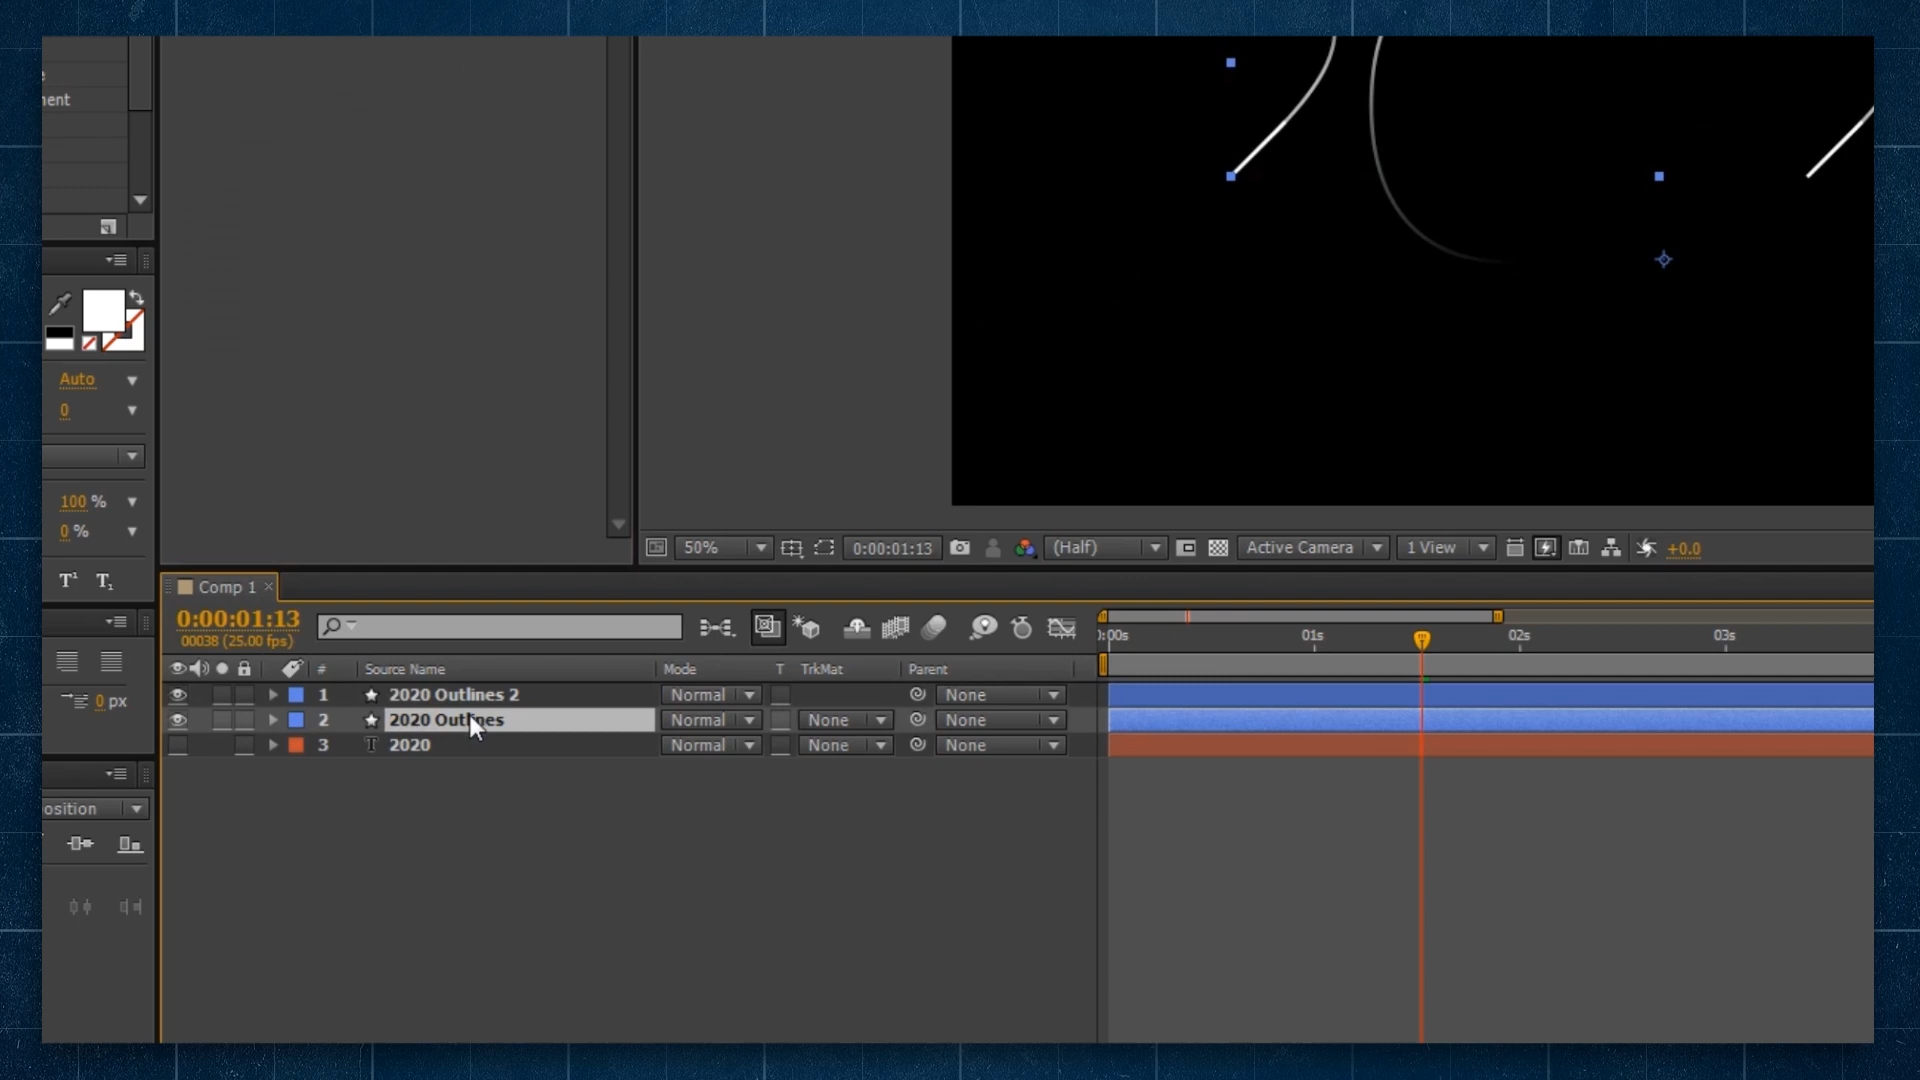 e
nent
Auto
0
100 %
0 %
T¹ T₁
0 px
osition
50%
0:00:01:13
(Half)
Active Camera
1 View
+0.0
Comp 1 ×
0:00:01:13
00038 (25.00 fps)
):00s 01s 02s 03s
# Source Name Mode T TrkMat Parent
1 2020 Outlines 2 Normal None
2 2020 Outlines Normal None None
3 T 2020 Normal None None